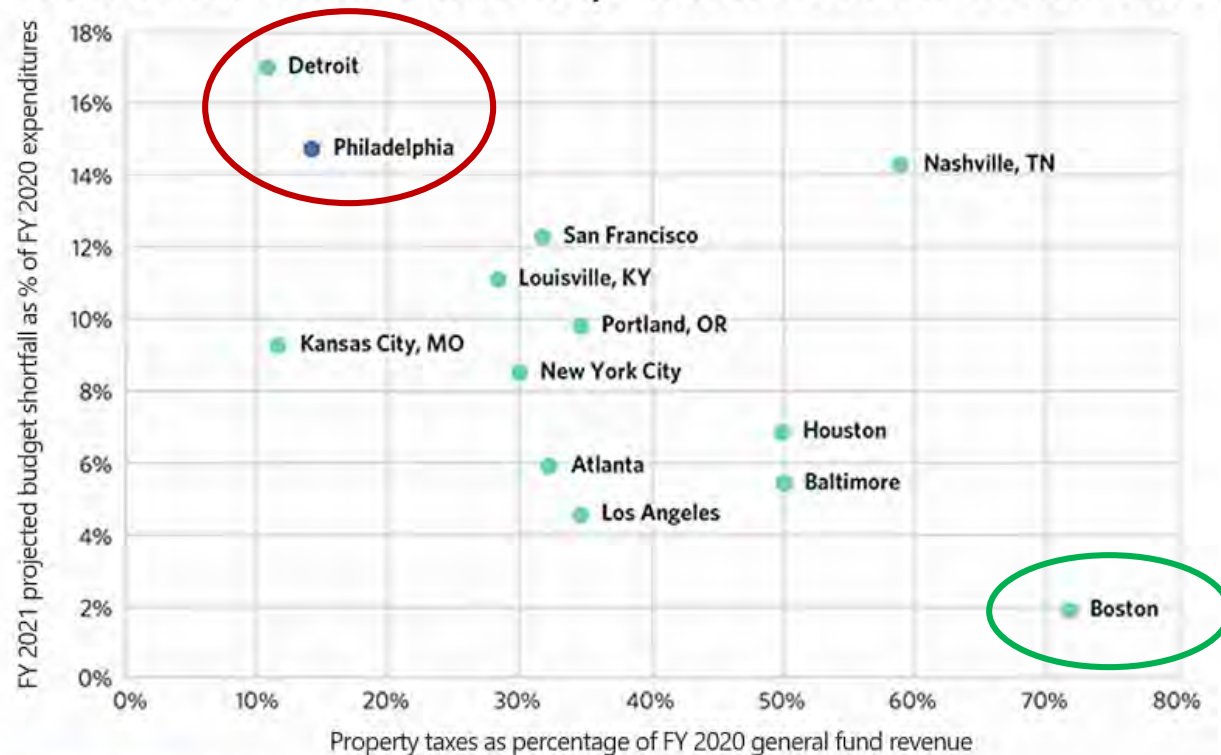 FY 2021 projected budget shortfall as % of FY 2020 expenditures
18%
16%
14%
12%
10%
8%
6%
4%
2%
0%
Detroit
Philadelphia
Nashville, TN
San Francisco
Louisville, KY
Portland, OR
Kansas City, MO
New York City
Houston
Atlanta
Baltimore
Los Angeles
Boston
0%
10%
20%
30%
40%
50%
60%
70%
80%
Property taxes as percentage of FY 2020 general fund revenue